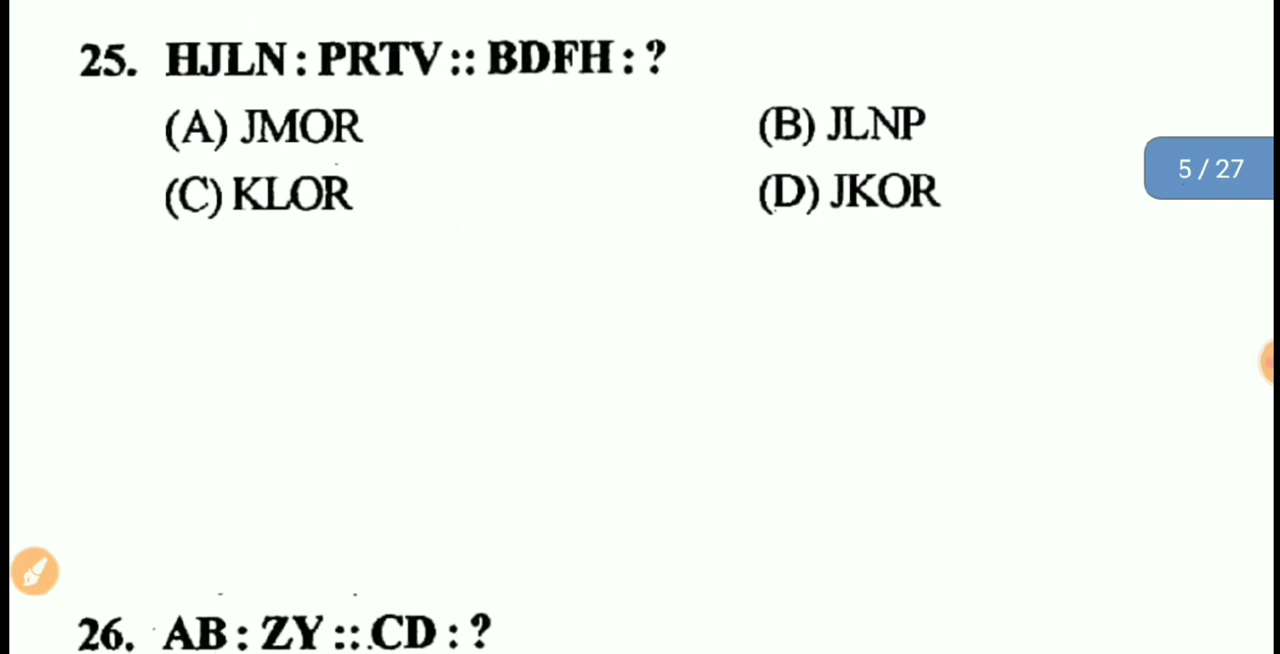 25. HJLN : PRTV :: BDFH : ?
(A) JMOR (B) JLNP
(C) KLOR (D) JKOR
5 / 27
26. AB : ZY :: CD : ?